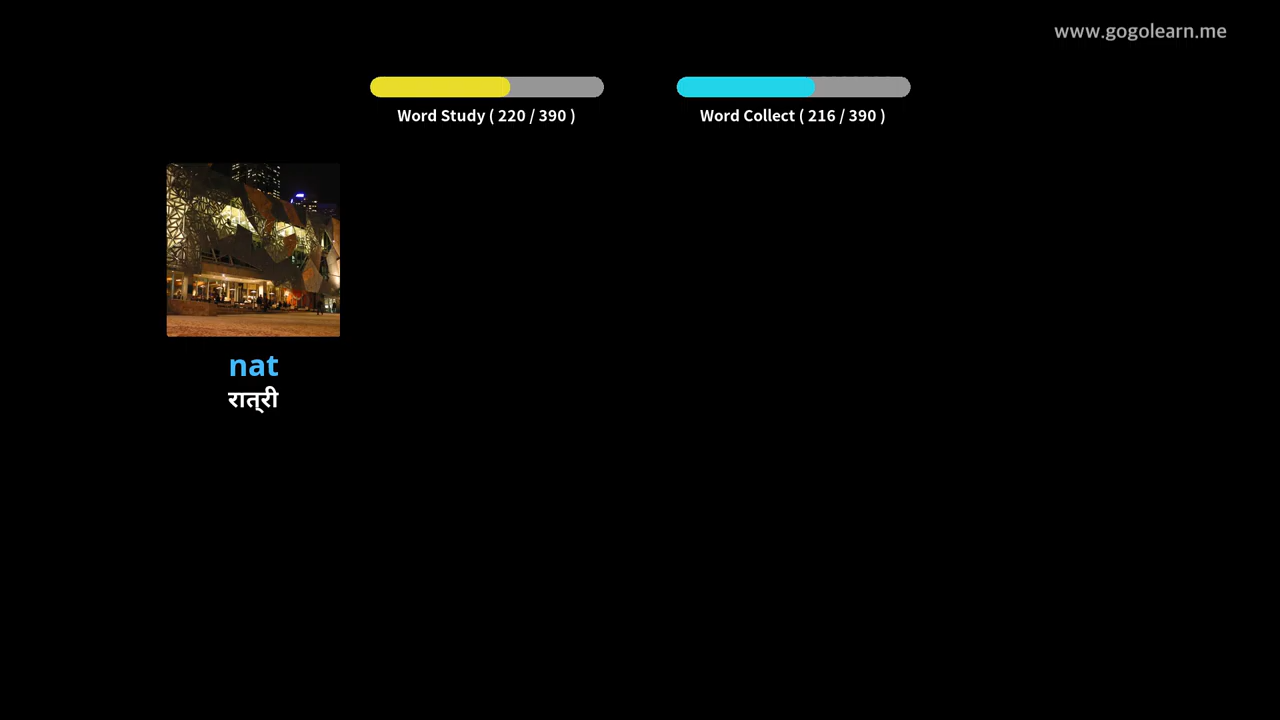 www.gogolearn.me
Word Study ( 220 / 390 )
Word Collect ( 216 / 390 )
nat
रात्री